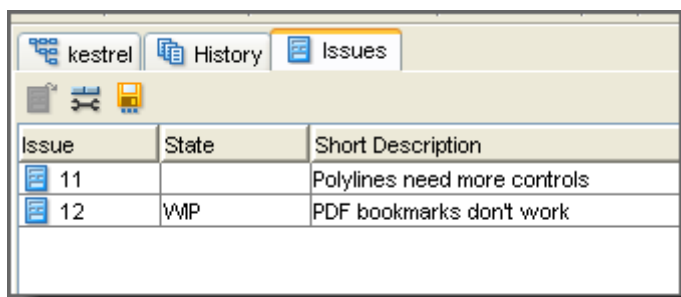 kestrel History Issues
Issue State Short Description
11 Polylines need more controls
12 WIP PDF bookmarks don't work